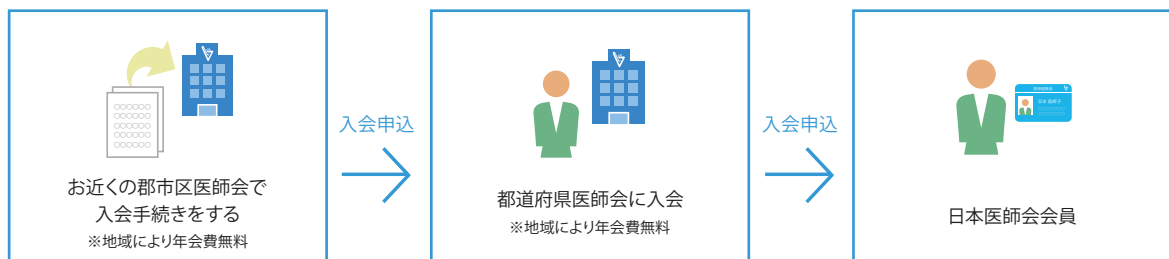 お近くの郡市区医師会で
入会手続きをする
※地域により年会費無料
入会申込
都道府県医師会に入会
※地域により年会費無料
入会申込
日本医師会会員